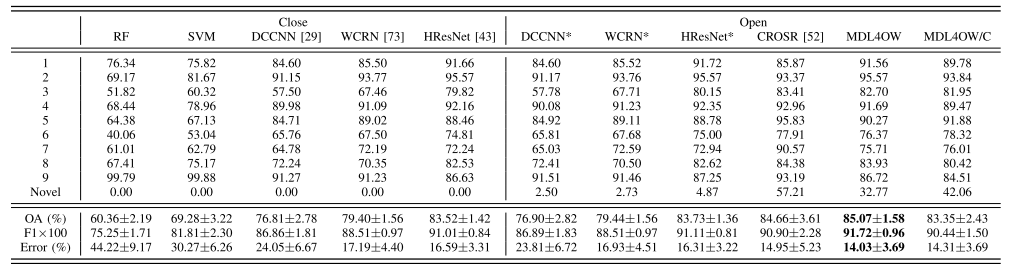 Close Open
RF SVM DCCNN [29] WCRN [73] HResNet [43] DCCNN* WCRN* HResNet* CROSR [52] MDL4OW MDL4OW/C
1 76.34 75.82 84.60 85.50 91.66 84.60 85.52 91.72 85.87 91.56 89.78
2 69.17 81.67 91.15 93.77 95.57 91.17 93.76 95.57 93.37 95.57 93.84
3 51.82 60.32 57.50 67.46 79.82 57.78 67.71 80.15 83.41 82.70 81.95
4 68.44 78.96 89.98 91.09 92.16 90.08 91.23 92.35 92.96 91.69 89.47
5 64.38 67.13 84.71 89.02 88.46 84.92 89.11 88.78 95.83 90.27 91.88
6 40.06 53.04 65.76 67.50 74.81 65.81 67.68 75.00 77.91 76.37 78.32
7 61.01 62.79 64.78 72.19 72.24 65.03 72.59 72.94 90.57 75.71 76.01
8 67.41 75.17 72.24 70.35 82.53 72.41 70.50 82.62 84.38 83.93 80.42
9 99.79 99.88 91.27 91.23 86.63 91.51 91.46 87.25 93.19 86.72 84.51
Novel 0.00 0.00 0.00 0.00 0.00 2.50 2.73 4.87 57.21 32.77 42.06
OA (%) 60.36±2.19 69.28±3.22 76.81±2.78 79.40±1.56 83.52±1.42 76.90±2.82 79.44±1.56 83.73±1.36 84.66±3.61 85.07±1.58 83.35±2.43
F1×100 75.25±1.71 81.81±2.30 86.86±1.81 88.51±0.97 91.01±0.84 86.89±1.83 88.51±0.97 91.11±0.81 90.90±2.28 91.72±0.96 90.44±1.50
Error (%) 44.22±9.17 30.27±6.26 24.05±6.67 17.19±4.40 16.59±3.31 23.81±6.72 16.93±4.51 16.31±3.22 14.95±5.23 14.03±3.69 14.31±3.69